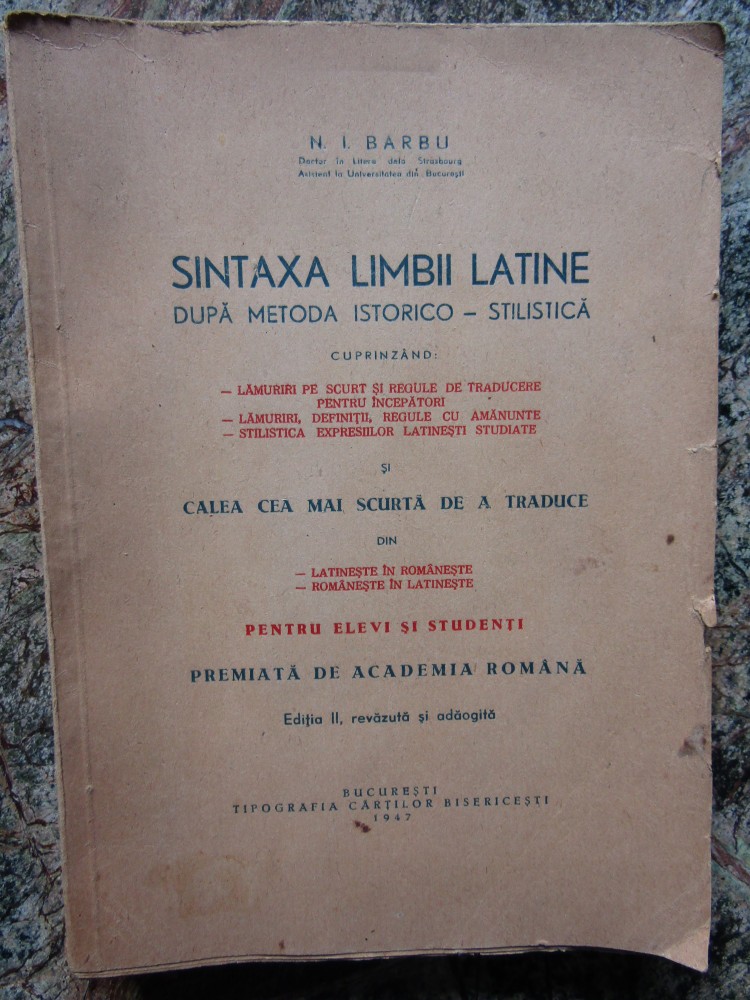 N. I. BARBU
Doctor în Litere dela Strasbourg
Asistent la Universitatea din București
SINTAXA LIMBII LATINE
DUPĂ METODA ISTORICO – STILISTICĂ
CUPRINZÂND:
— LĂMURIRI PE SCURT ȘI REGULE DE TRADUCERE
PENTRU ÎNCEPĂTORI
— LĂMURIRI, DEFINIȚII, REGULE CU AMĂNUNTE
— STILISTICA EXPRESIILOR LATINEȘTI STUDIATE
ȘI
CALEA CEA MAI SCURTĂ DE A TRADUCE
DIN
— LATINEȘTE ÎN ROMÂNEȘTE
— ROMÂNEȘTE ÎN LATINEȘTE
PENTRU ELEVI ȘI STUDENȚI
PREMIATĂ DE ACADEMIA ROMÂNĂ
Ediția II, revăzută și adăogită
BUCUREȘTI
TIPOGRAFIA CĂRȚILOR BISERICEȘTI
1947